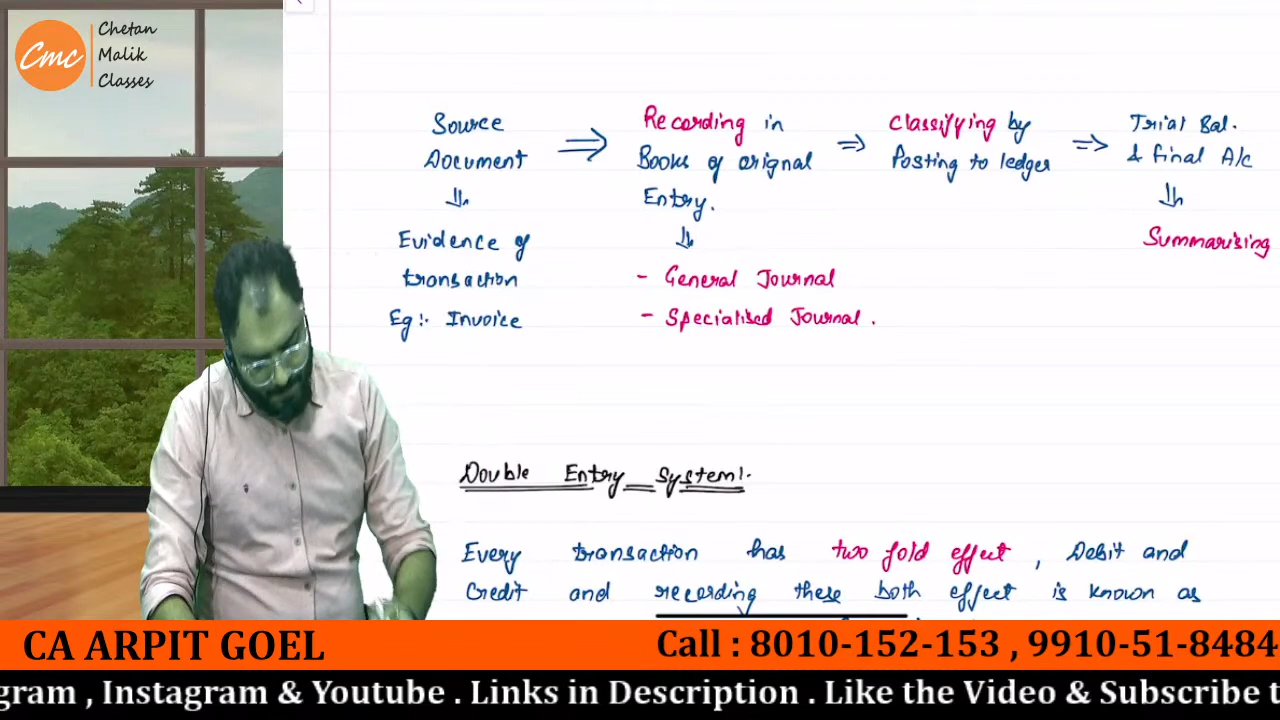 Cmc
Chetan
Malik
Classes
Source
Document
Evidence of
transaction
Eg :- Invoice
Recording in
Books of orignal
Entry.
- General Journal
- Specialised Journal.
Classifying by
Posting to ledger
Trial Bal.
& final A/c
Summarising
Double Entry System:-
Every transaction has two fold effect, Debit and
Credit and recording these both effect is known as
CA ARPIT GOEL
Call : 8010-152-153 , 9910-51-8484
gram , Instagram & Youtube . Links in Description . Like the Video & Subscribe t